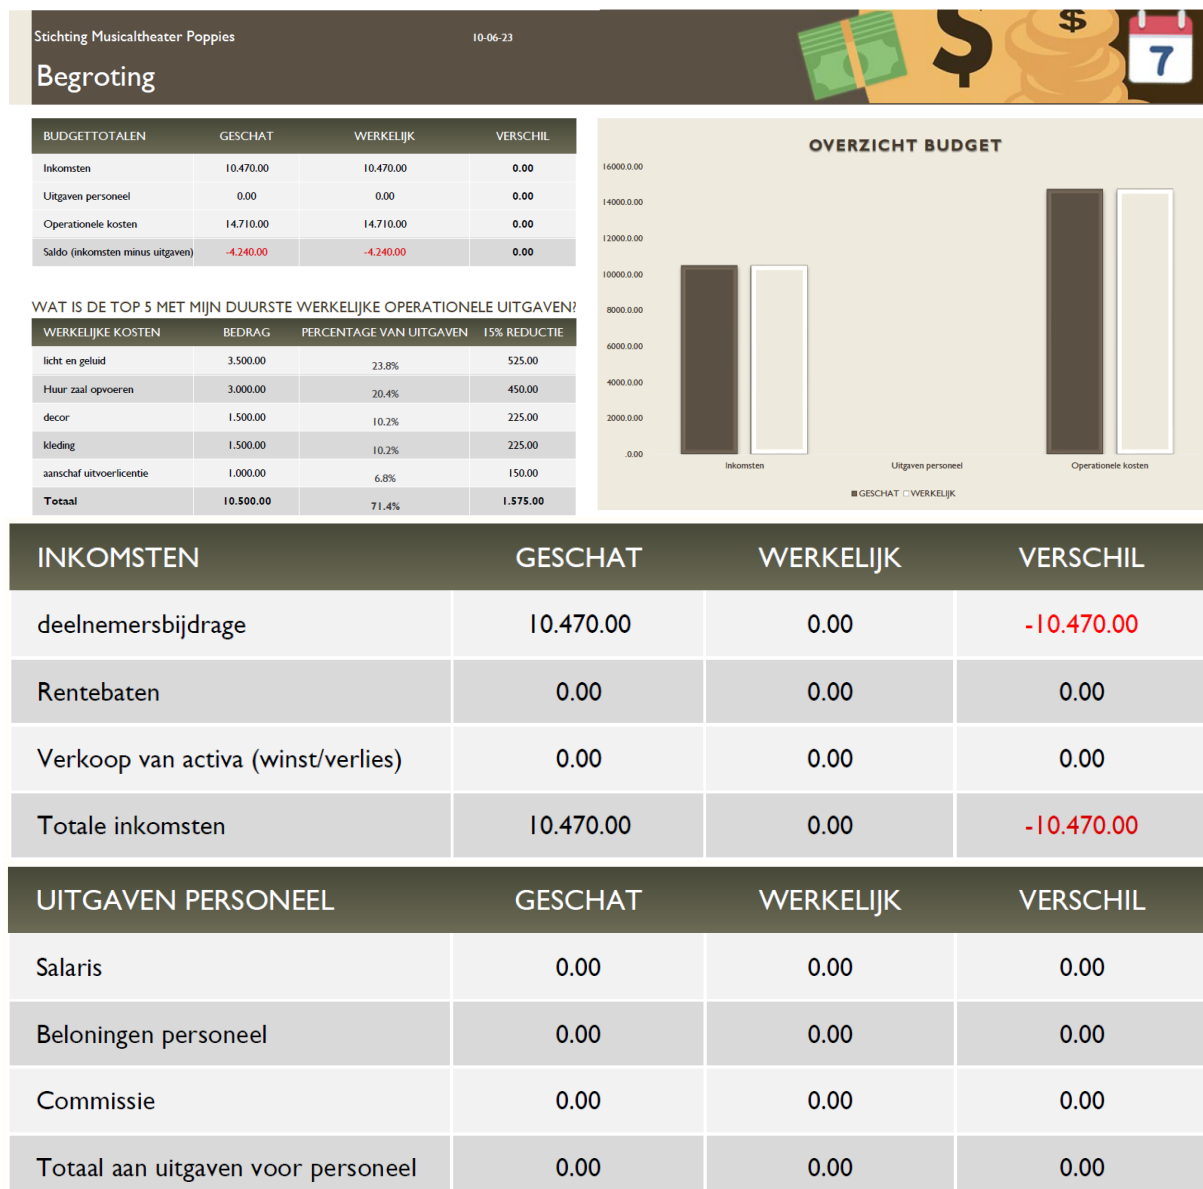 Stichting Musicaltheater Poppies 10-06-23
Begroting
$
$
7
BUDGETTOTALEN GESCHAT WERKELIJK VERSCHIL
Inkomsten 10.470.00 10.470.00 0.00
Uitgaven personeel 0.00 0.00 0.00
Operationele kosten 14.710.00 14.710.00 0.00
Saldo (inkomsten minus uitgaven) -4.240.00 -4.240.00 0.00
WAT IS DE TOP 5 MET MIJN DUURSTE WERKELIJKE OPERATIONELE UITGAVEN?
WERKELIJKE KOSTEN BEDRAG PERCENTAGE VAN UITGAVEN 15% REDUCTIE
licht en geluid 3.500.00 23.8% 525.00
Huur zaal opvoeren 3.000.00 20.4% 450.00
decor 1.500.00 10.2% 225.00
kleding 1.500.00 10.2% 225.00
aanschaf uitvoerlicentie 1.000.00 6.8% 150.00
Totaal 10.500.00 71.4% 1.575.00
OVERZICHT BUDGET
16000.0.00
14000.0.00
12000.0.00
10000.0.00
8000.0.00
6000.0.00
4000.0.00
2000.0.00
.0.00
Inkomsten Uitgaven personeel Operationele kosten
GESCHAT WERKELIJK
INKOMSTEN GESCHAT WERKELIJK VERSCHIL
deelnemersbijdrage 10.470.00 0.00 -10.470.00
Rentebaten 0.00 0.00 0.00
Verkoop van activa (winst/verlies) 0.00 0.00 0.00
Totale inkomsten 10.470.00 0.00 -10.470.00
UITGAVEN PERSONEEL GESCHAT WERKELIJK VERSCHIL
Salaris 0.00 0.00 0.00
Beloningen personeel 0.00 0.00 0.00
Commissie 0.00 0.00 0.00
Totaal aan uitgaven voor personeel 0.00 0.00 0.00